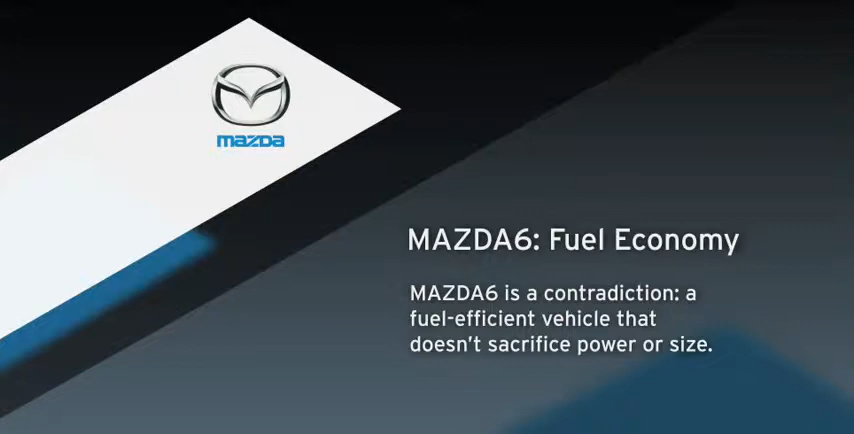 mazda
MAZDA6: Fuel Economy
MAZDA6 is a contradiction: a
fuel-efficient vehicle that
doesn't sacrifice power or size.